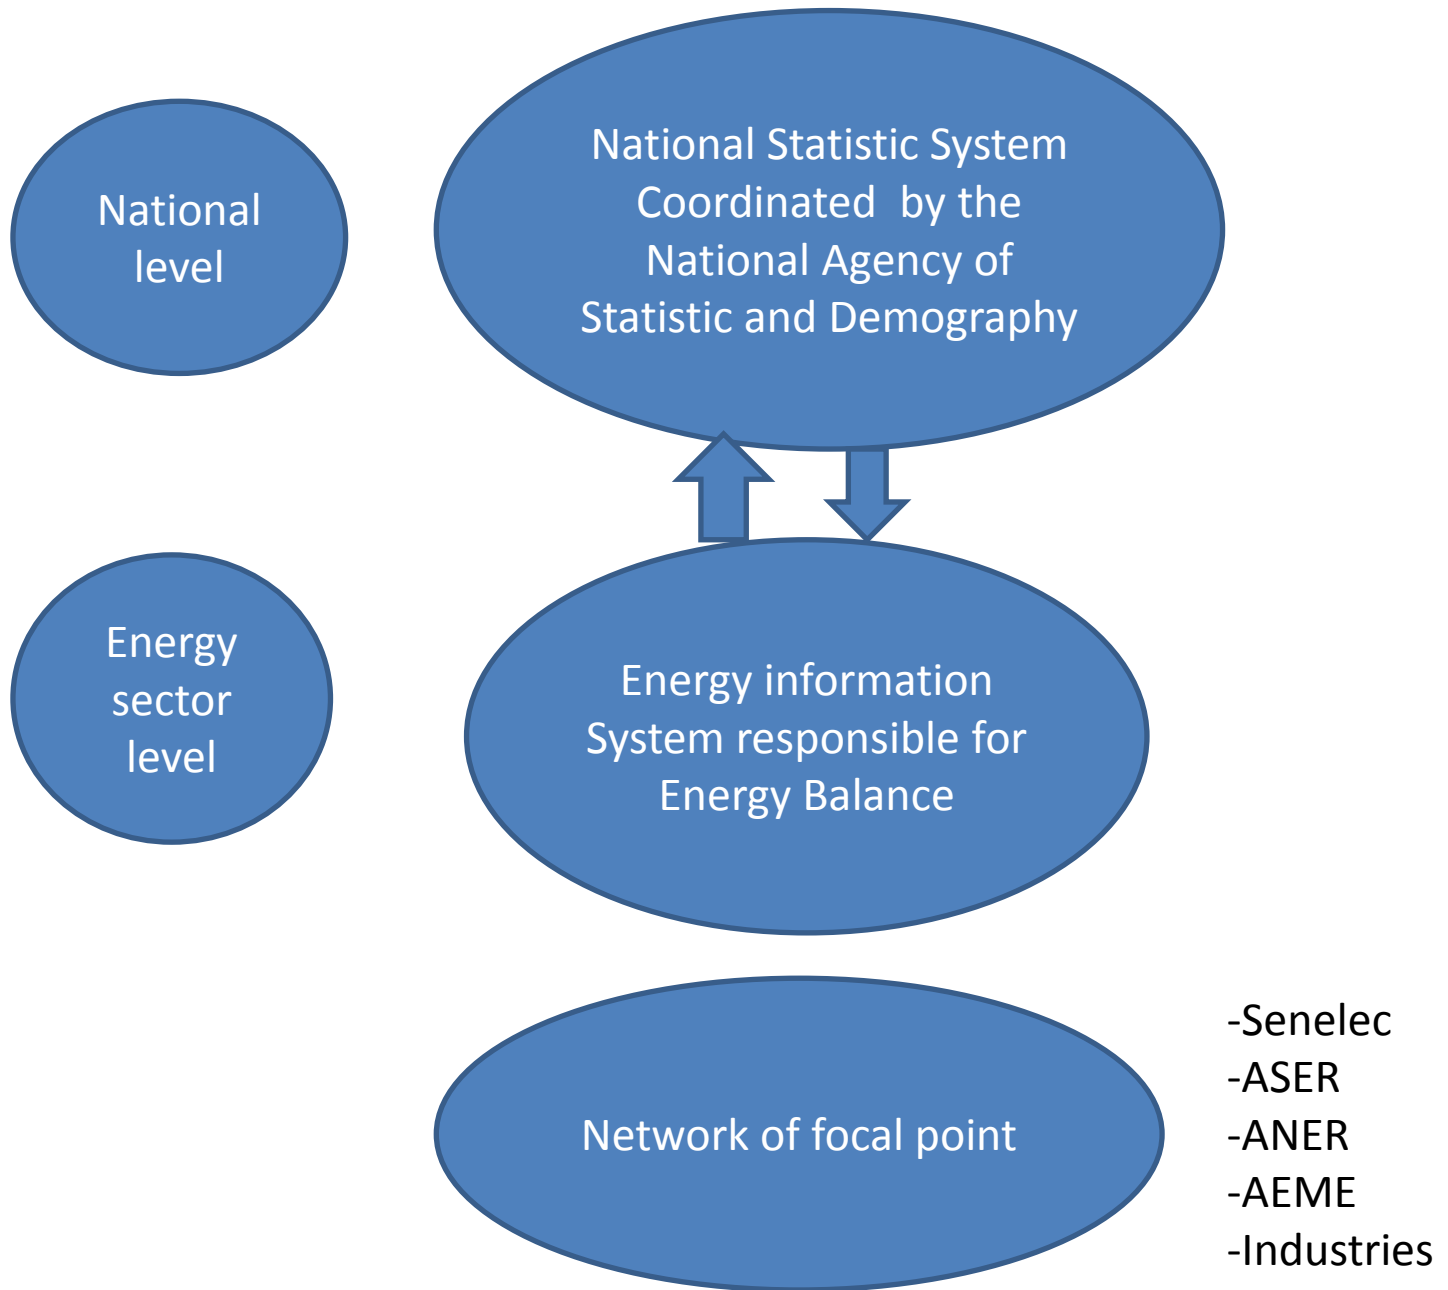 National
level
National Statistic System
Coordinated  by the
National Agency of
Statistic and Demography
Energy
sector
level
Energy information
System responsible for
Energy Balance
Network of focal point
-Senelec
-ASER
-ANER
-AEME
-Industries